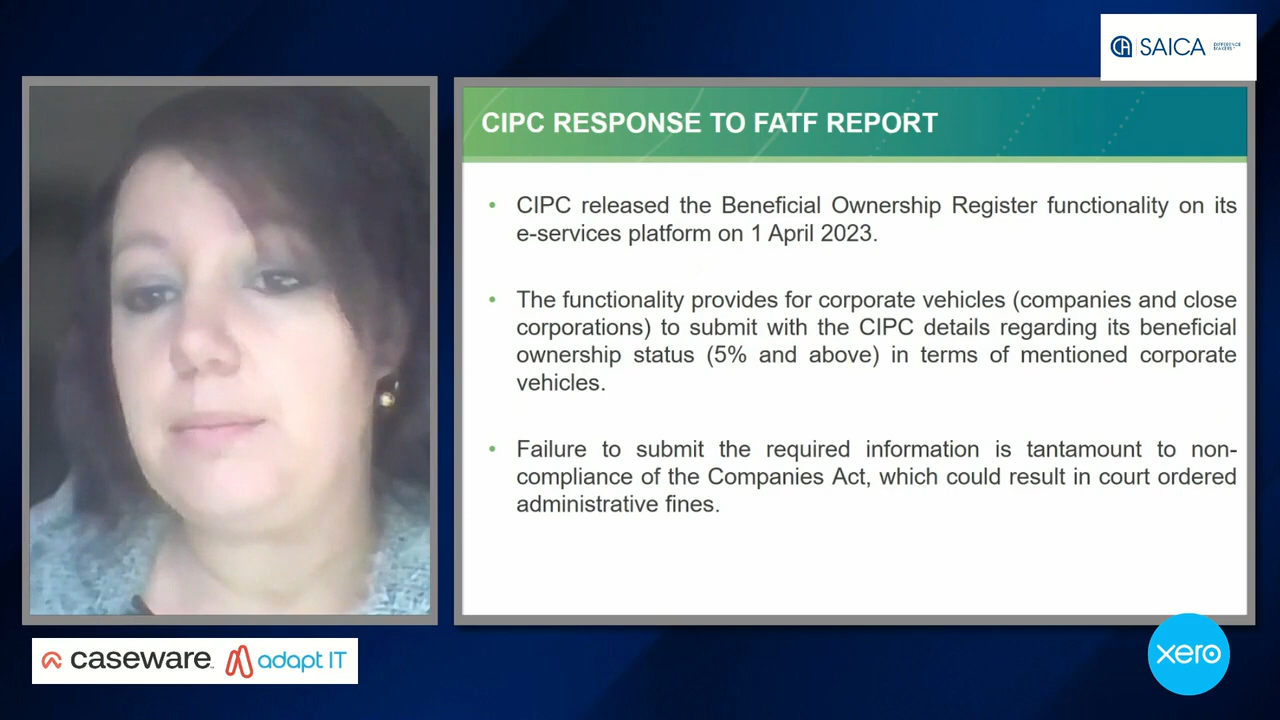 SAICA
DIFFERENCE
MAKERS
CIPC RESPONSE TO FATF REPORT
• CIPC released the Beneficial Ownership Register functionality on its
e-services platform on 1 April 2023.
• The functionality provides for corporate vehicles (companies and close
corporations) to submit with the CIPC details regarding its beneficial
ownership status (5% and above) in terms of mentioned corporate
vehicles.
• Failure to submit the required information is tantamount to non-
compliance of the Companies Act, which could result in court ordered
administrative fines.
caseware
adapt IT
xero